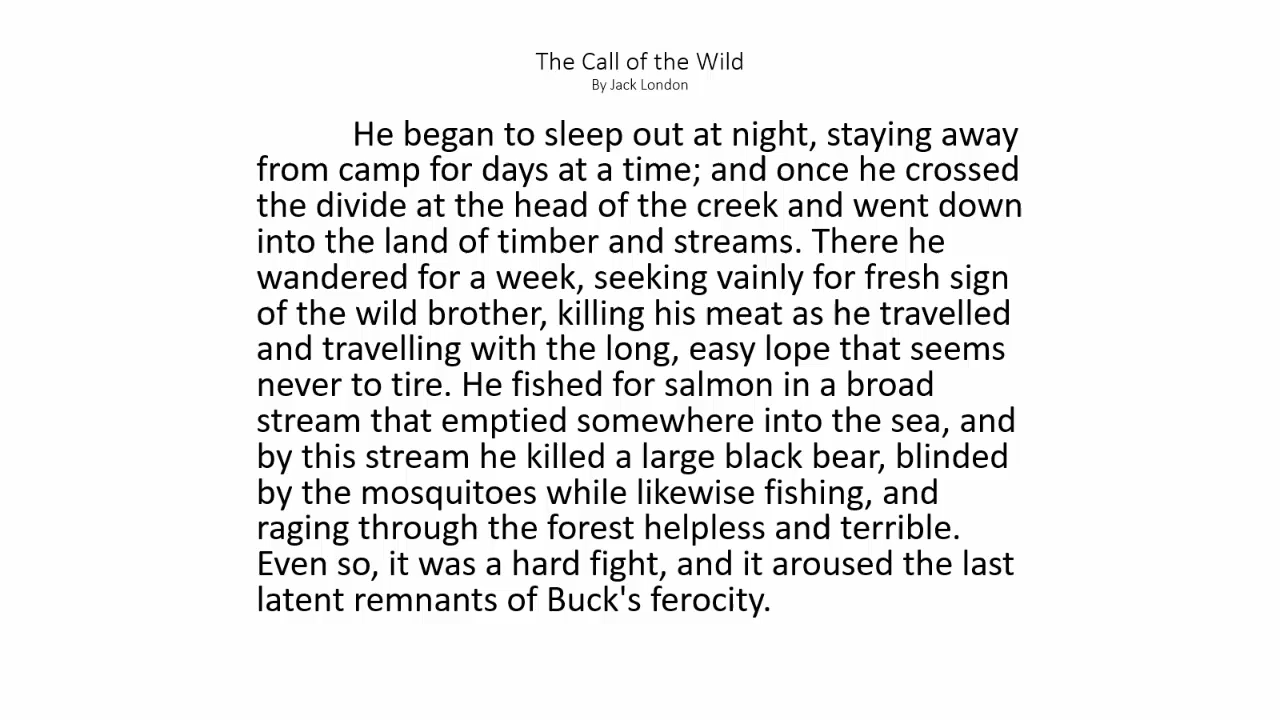 The Call of the Wild
By Jack London
He began to sleep out at night, staying away
from camp for days at a time; and once he crossed
the divide at the head of the creek and went down
into the land of timber and streams. There he
wandered for a week, seeking vainly for fresh sign
of the wild brother, killing his meat as he travelled
and travelling with the long, easy lope that seems
never to tire. He fished for salmon in a broad
stream that emptied somewhere into the sea, and
by this stream he killed a large black bear, blinded
by the mosquitoes while likewise fishing, and
raging through the forest helpless and terrible.
Even so, it was a hard fight, and it aroused the last
latent remnants of Buck's ferocity.